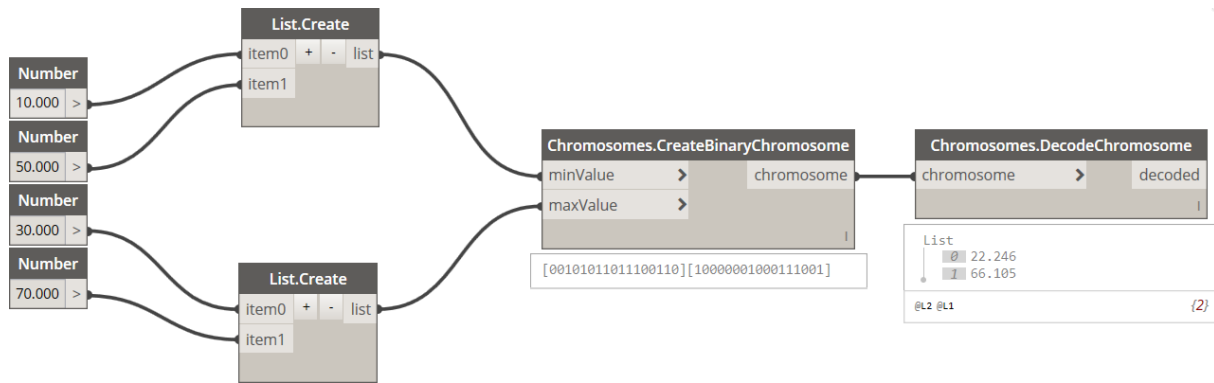 List.Create
item0 + - list
item1
Number
10.000 >
Number
50.000 >
Number
30.000 >
Number
70.000 >
List.Create
item0 + - list
item1
Chromosomes.CreateBinaryChromosome
minValue > chromosome
maxValue >
l
[00101011011100110][10000001000111001]
Chromosomes.DecodeChromosome
chromosome > decoded
l
List
0 22.246
1 66.105
@L2 @L1 {2}